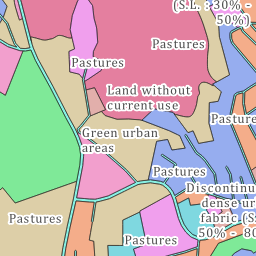 (S.L. : 30% -
50%)
Pastures
Pastures
Land without
current use
Pastures
Green urban
areas
Pastures
Discontinu
dense ur
fabric (S
50% - 80
Pastures
Pastures